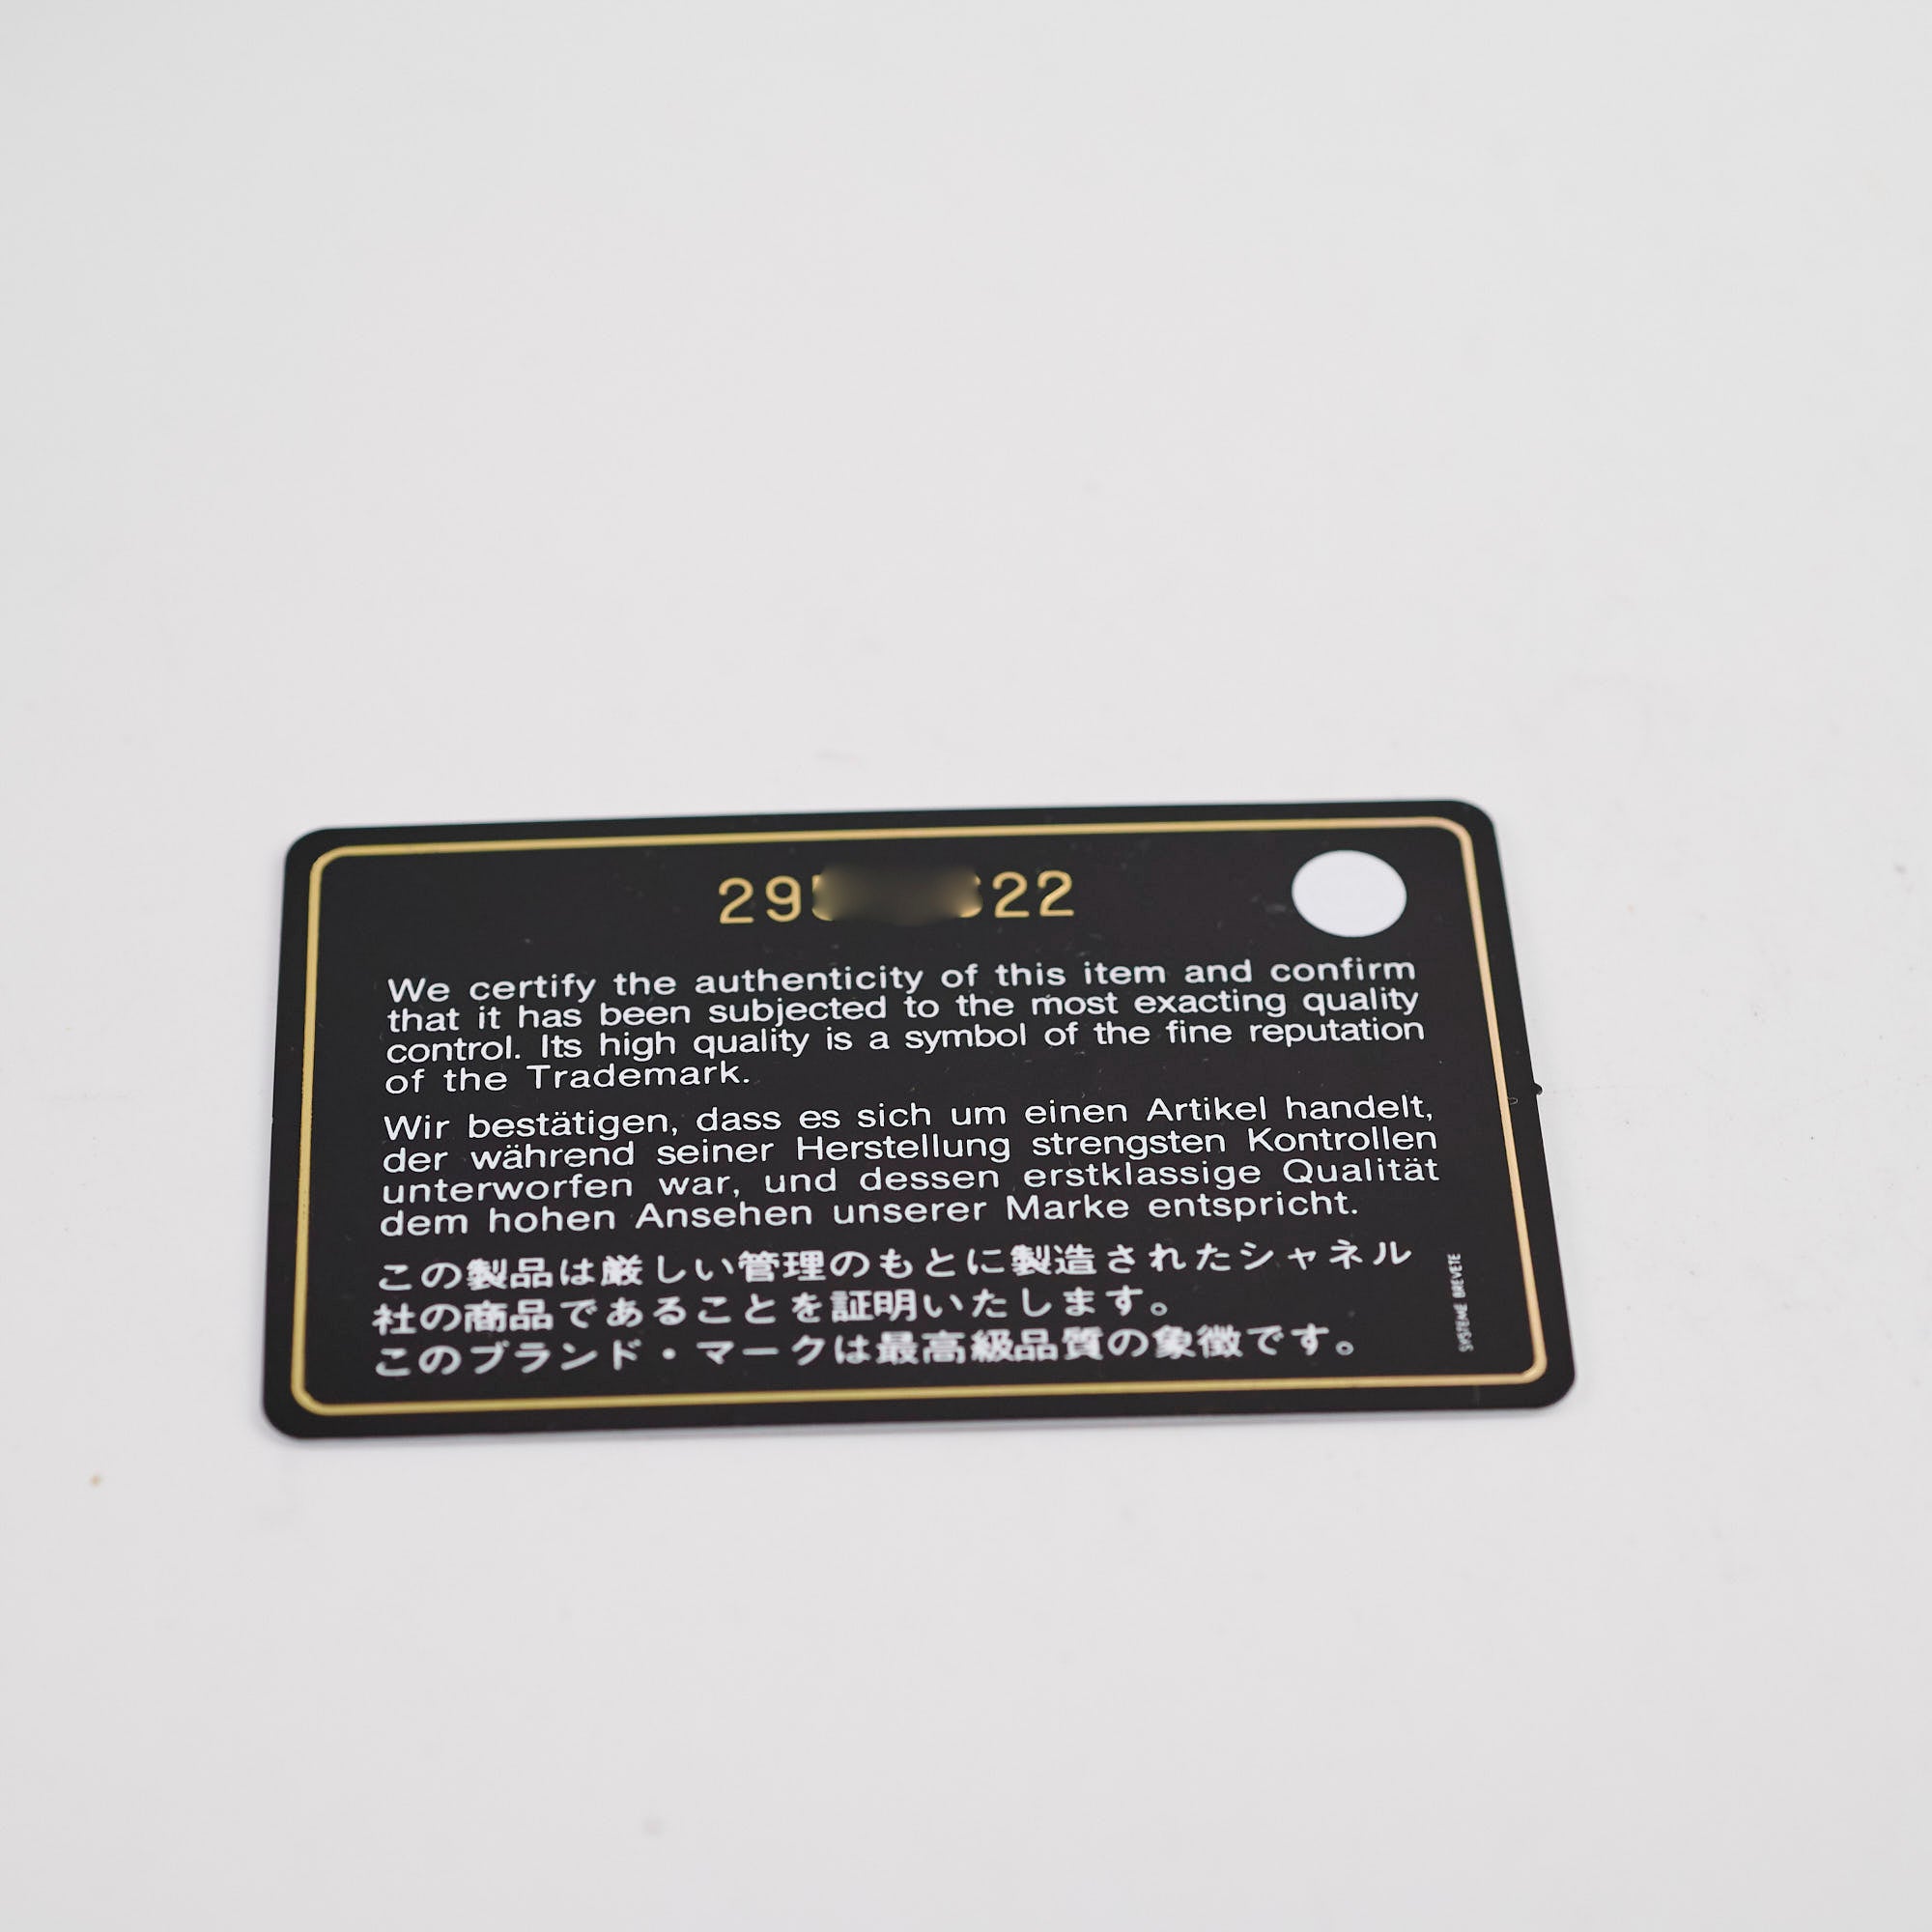 29 22
We certify the authenticity of this item and confirm
that it has been subjected to the most exacting quality
control. Its high quality is a symbol of the fine reputation
of the Trademark.
Wir bestätigen, dass es sich um einen Artikel handelt,
der während seiner Herstellung strengsten Kontrollen
unterworfen war, und dessen erstklassige Qualität
dem hohen Ansehen unserer Marke entspricht.
この製品は厳しい管理のもとに製造されたシャネル
社の商品であることを証明いたします。
このブランド・マークは最高級品質の象徴です。
SYSTEME BREVETE